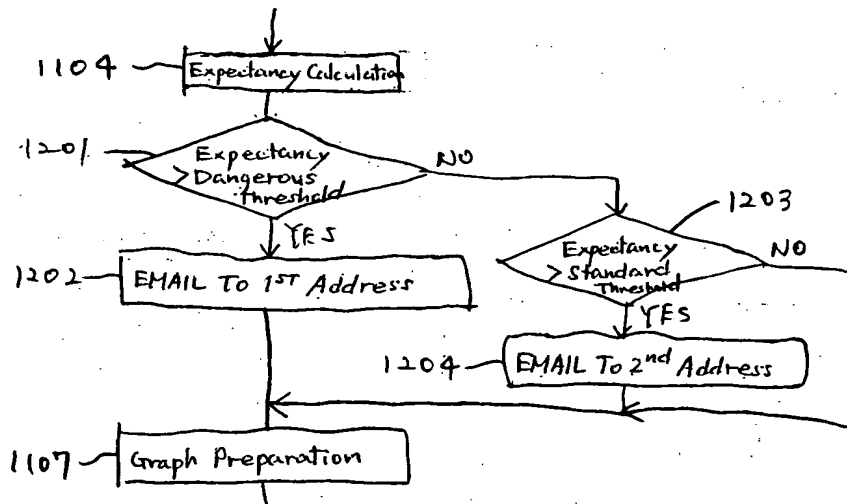 1104
Expectancy Calculation
1201
Expectancy
> Dangerous
threshold
NO
YES
1203
Expectancy
> Standard
Threshold
NO
YES
1202
EMAIL To 1ST Address
1204
EMAIL To 2nd Address
1107
Graph Preparation